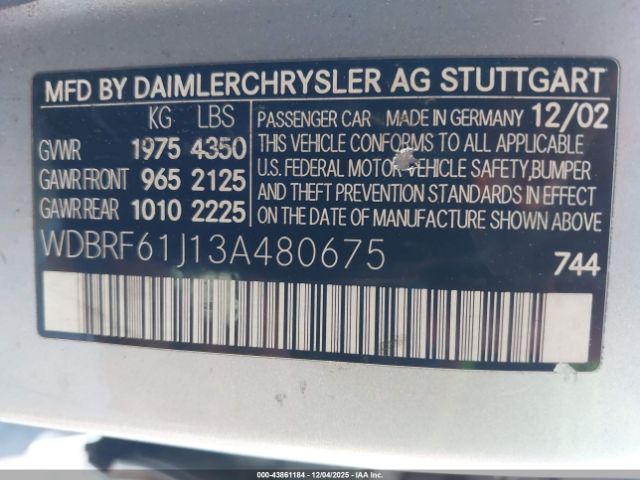 MFD BY DAIMLERCHRYSLER AG STUTTGART
KG LBS
GVWR 1975 4350
GAWR FRONT 965 2125
GAWR REAR 1010 2225
PASSENGER CAR MADE IN GERMANY 12/02
THIS VEHICLE CONFORMS TO ALL APPLICABLE
U.S. FEDERAL MOTOR VEHICLE SAFETY,BUMPER
AND THEFT PREVENTION STANDARDS IN EFFECT
ON THE DATE OF MANUFACTURE SHOWN ABOVE
WDBRF61J13A480675
744
000-43861184 - 12/04/2025 - IAAI.com